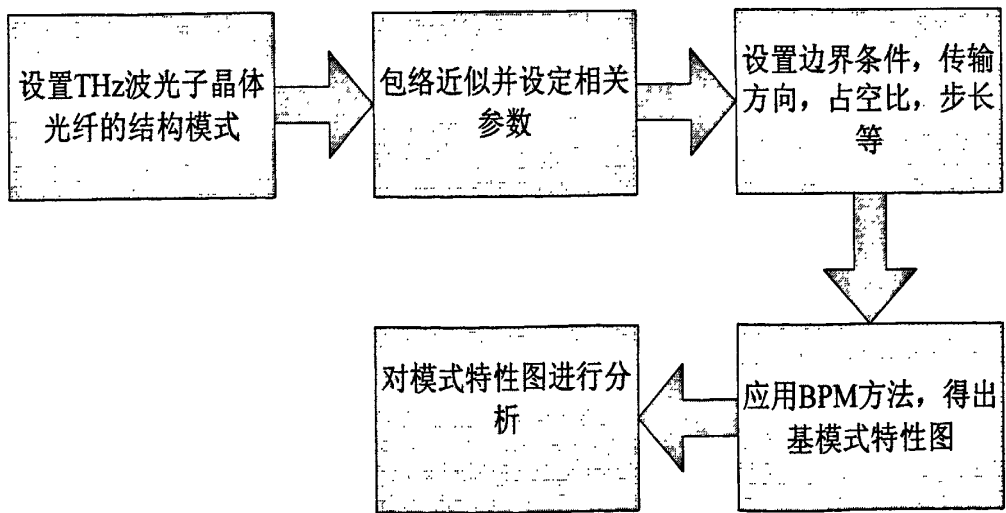 设置THz波光子晶体
光纤的结构模式
包络近似并设定相关
参数
设置边界条件，传输
方向，占空比，步长
等
应用BPM方法，得出
基模式特性图
对模式特性图进行分
析